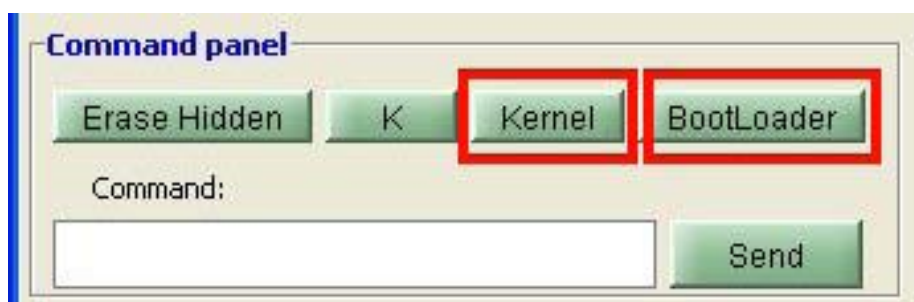 Command panel
Erase Hidden K Kernel BootLoader
Command:
Send